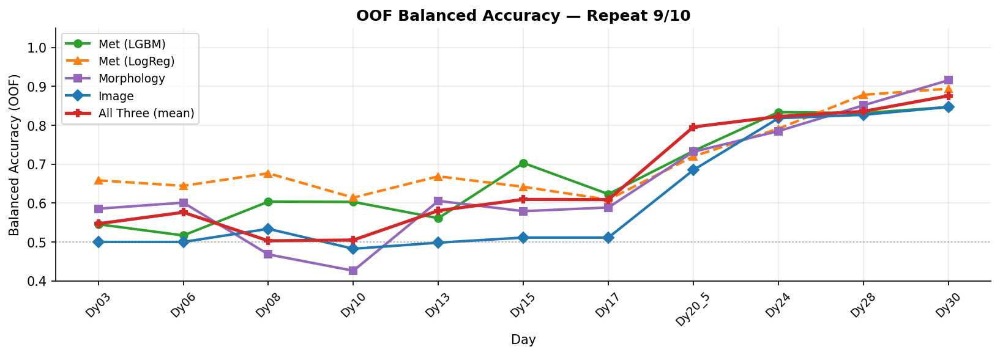 OOF Balanced Accuracy — Repeat 9/10
Met (LGBM)
Met (LogReg)
Morphology
Image
All Three (mean)
Balanced Accuracy (OOF)
1.0
0.9
0.8
0.7
0.6
0.5
0.4
Dy03
Dy06
Dy08
Dy10
Dy13
Dy15
Dy17
Dy20_5
Dy24
Dy28
Dy30
Day